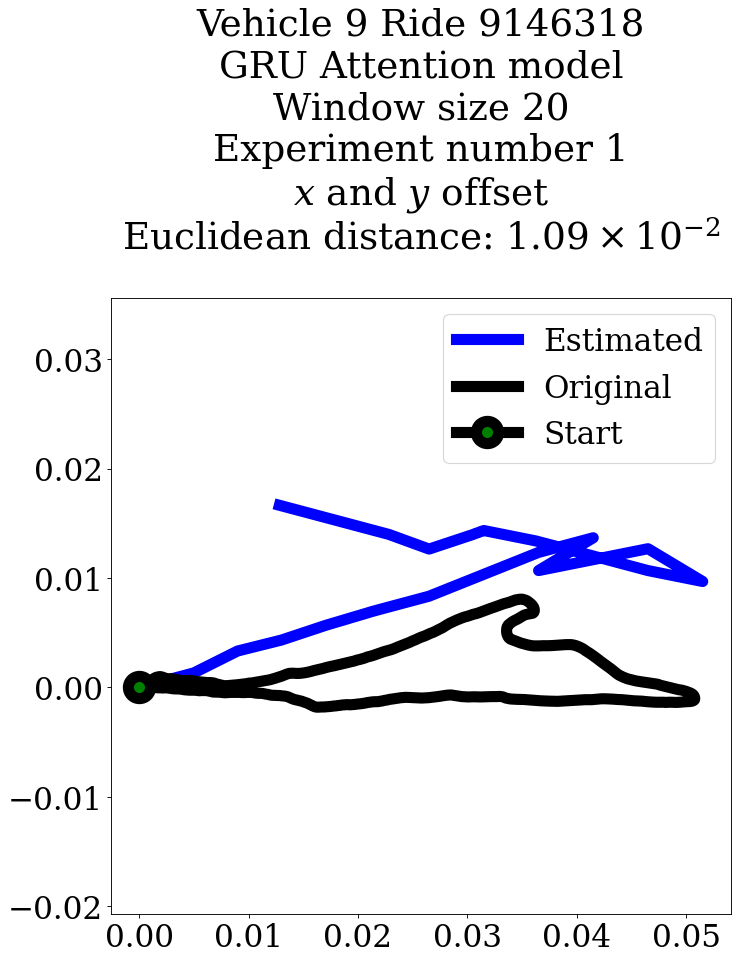 Vehicle 9 Ride 9146318
GRU Attention model
Window size 20
Experiment number 1
x and y offset
Euclidean distance: 1.09 × 10⁻²
Estimated
Original
Start
0.03
0.02
0.01
0.00
−0.01
−0.02
0.00 0.01 0.02 0.03 0.04 0.05